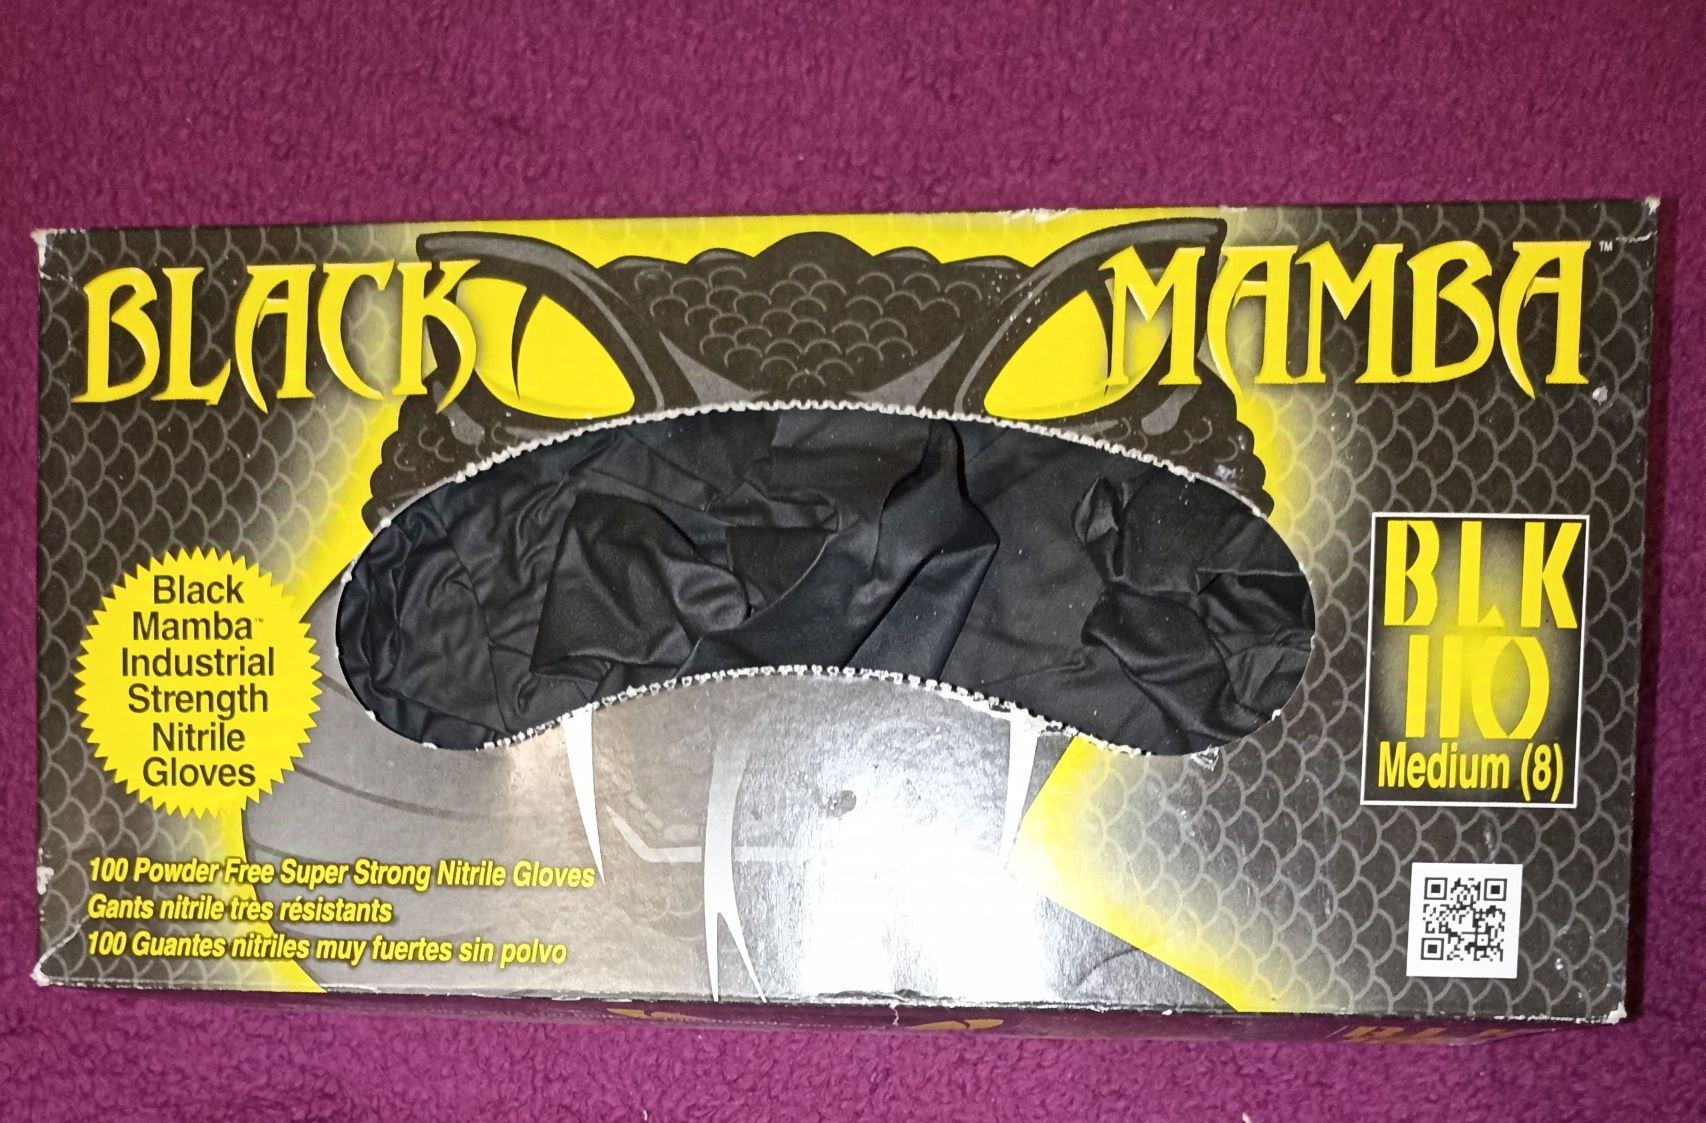 BLACK MAMBA™
Black
Mamba™
Industrial
Strength
Nitrile
Gloves
BLK
110
Medium (8)
100 Powder Free Super Strong Nitrile Gloves
Gants nitrile très résistants
100 Guantes nitriles muy fuertes sin polvo